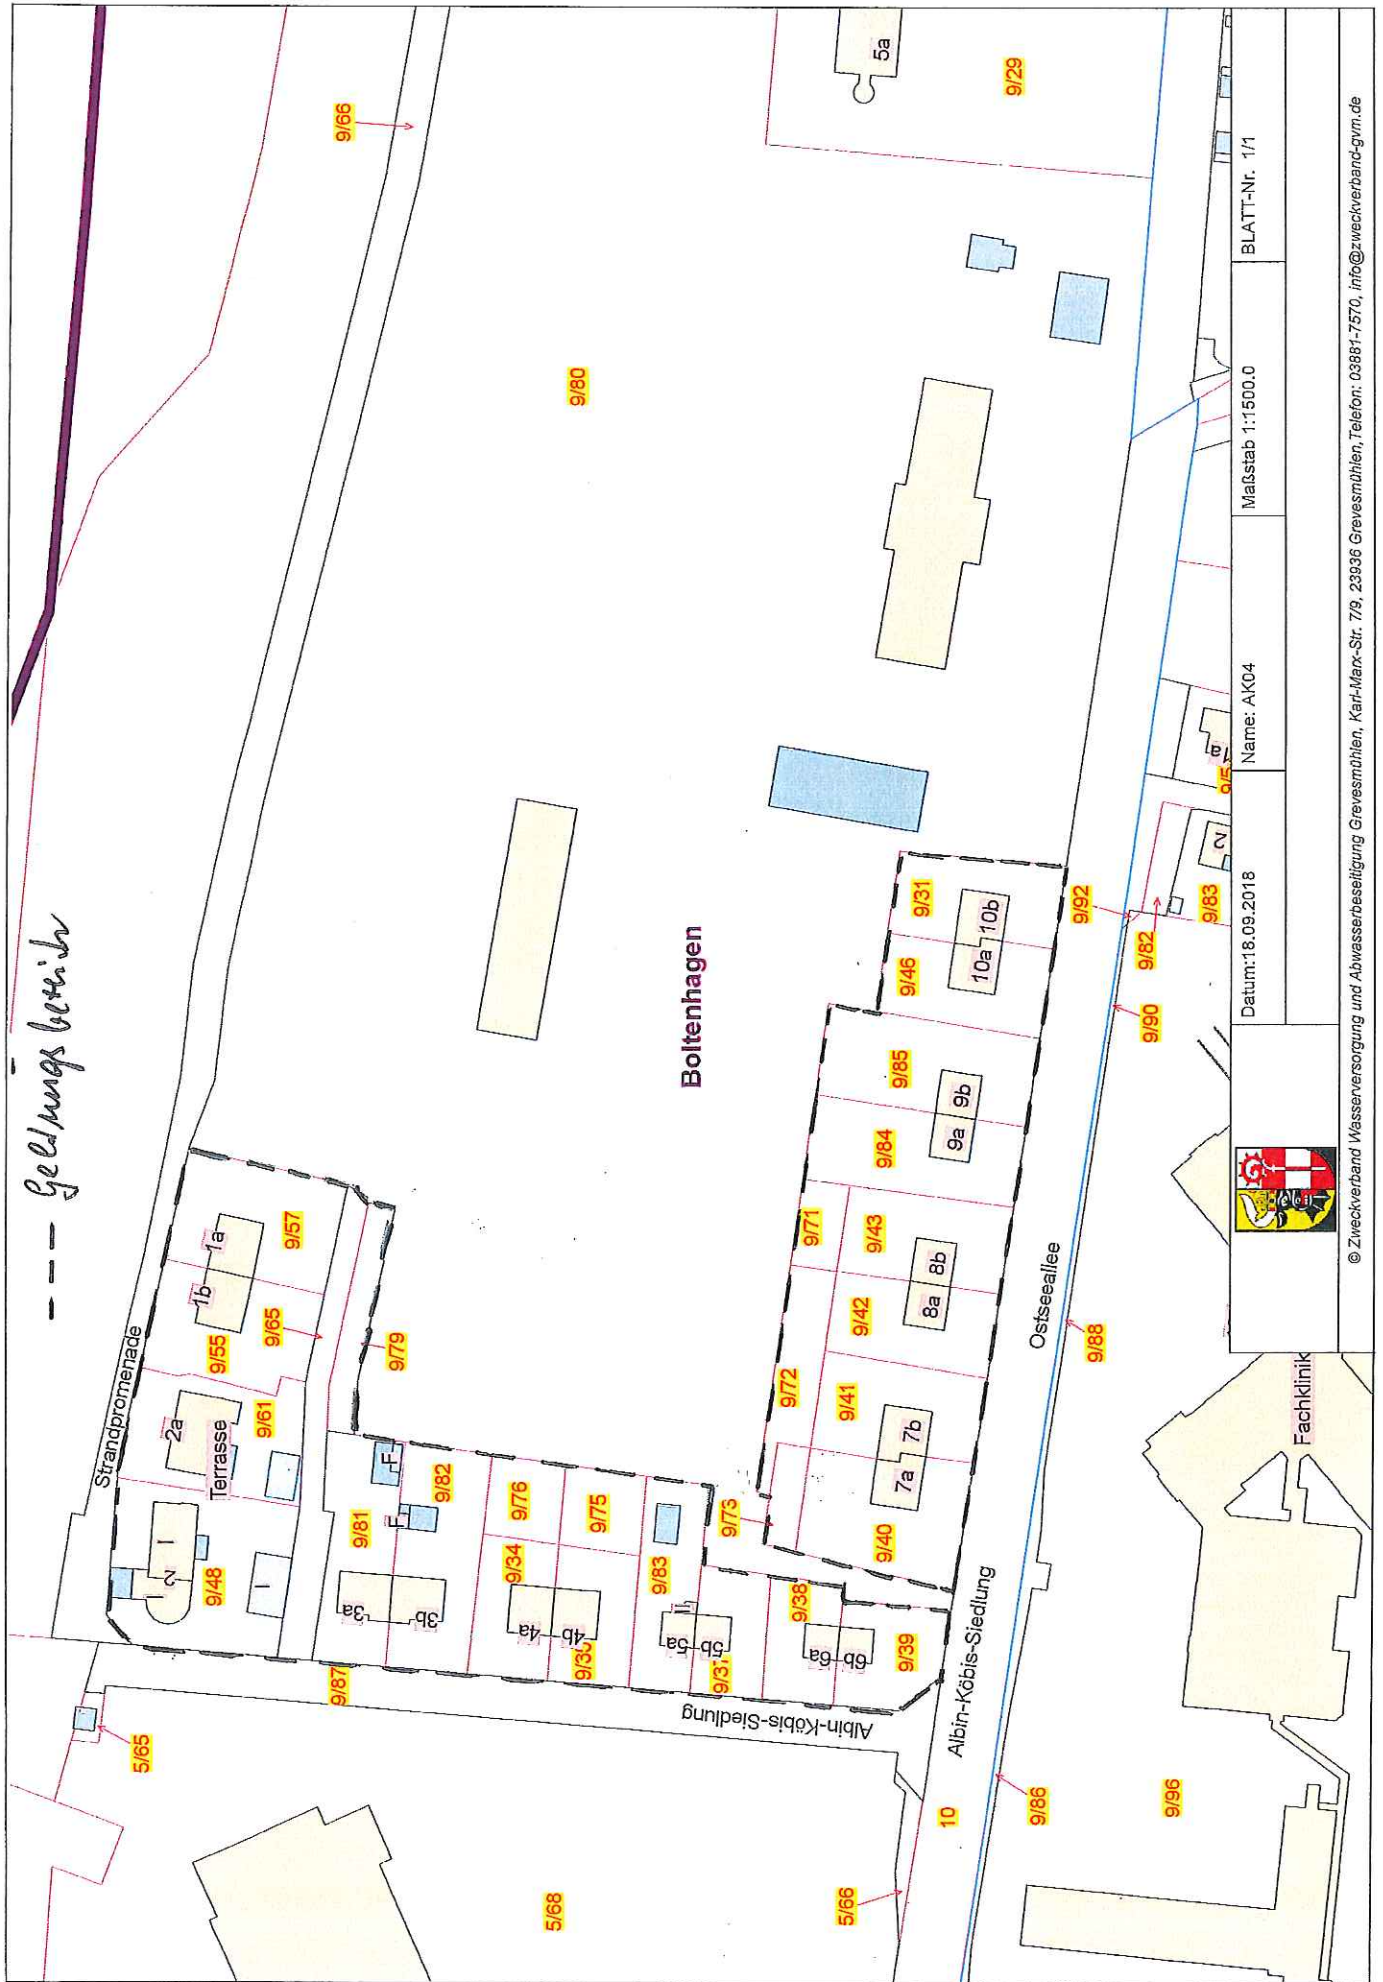 --- Geltungsbereich
9/66
5a
9/29
9/80
Boltenhagen
Strandpromenade
1b
1a
9/57
9/55
9/65
9/79
2a
Terrasse
9/61
2
I
9/48
I
9/81
F
F
9/82
3a
3b
9/87
9/76
9/75
9/34
4a
4b
9/83
5a
5b
II
9/73
9/38
6a
6b
9/39
Albin-Köbis-Siedlung
5/65
5/68
5/66
10
Albin-Köbis-Siedlung
9/86
9/96
9/31
9/46
10a
10b
9/85
9/84
9a
9b
9/71
9/43
9/42
8a
8b
9/72
9/41
7a
7b
9/40
Ostseeallee
9/88
9/90
9/92
9/82
9/83
2
1a
Fachklinik
Datum:18.09.2018
Name: AK04
Maßstab 1:1500.0
BLATT-Nr. 1/1
© Zweckverband Wasserversorgung und Abwasserbeseitigung Grevesmühlen, Karl-Marx-Str. 7/9, 23936 Grevesmühlen,Telefon: 03881-7570, info@zweckverband-gvm.de